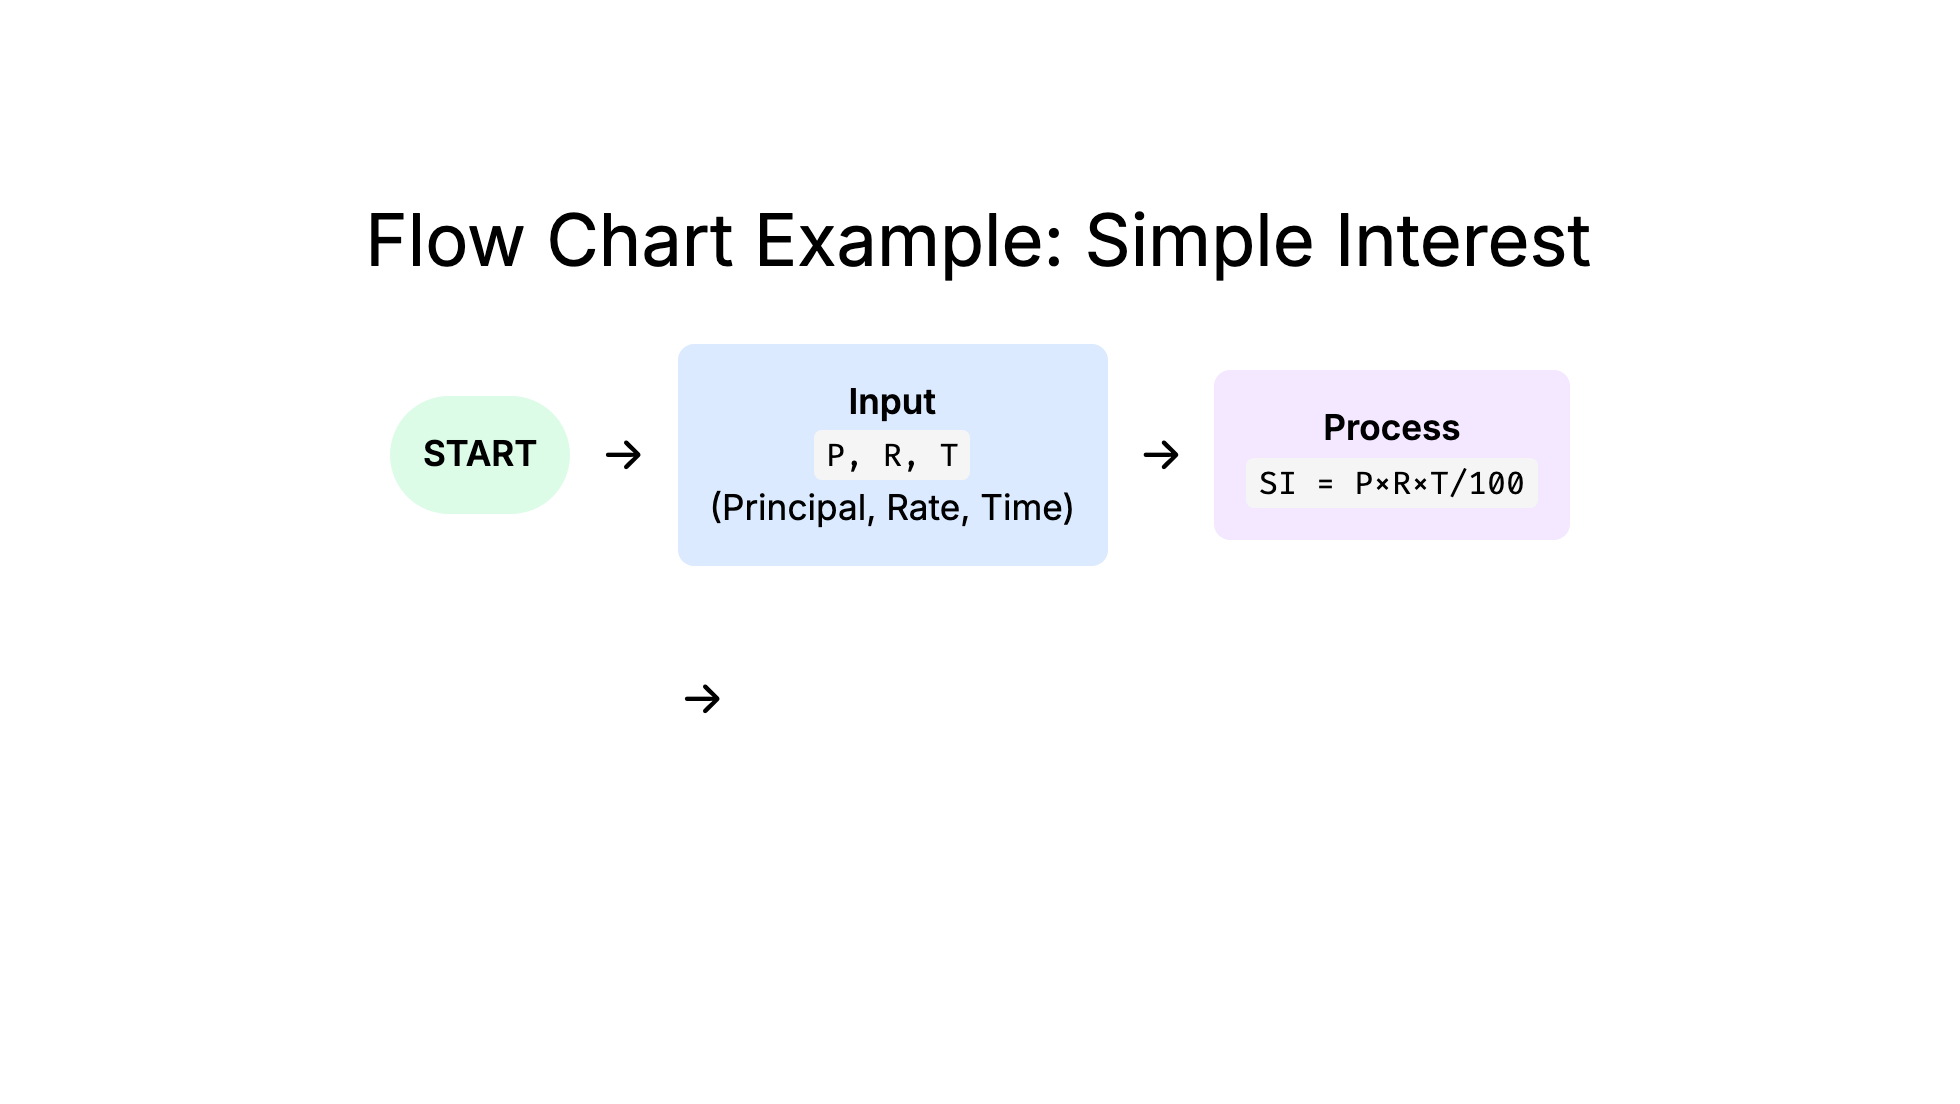 Flow Chart Example: Simple Interest
START
→
Input
P, R, T
(Principal, Rate, Time)
→
Process
SI = P×R×T/100
→